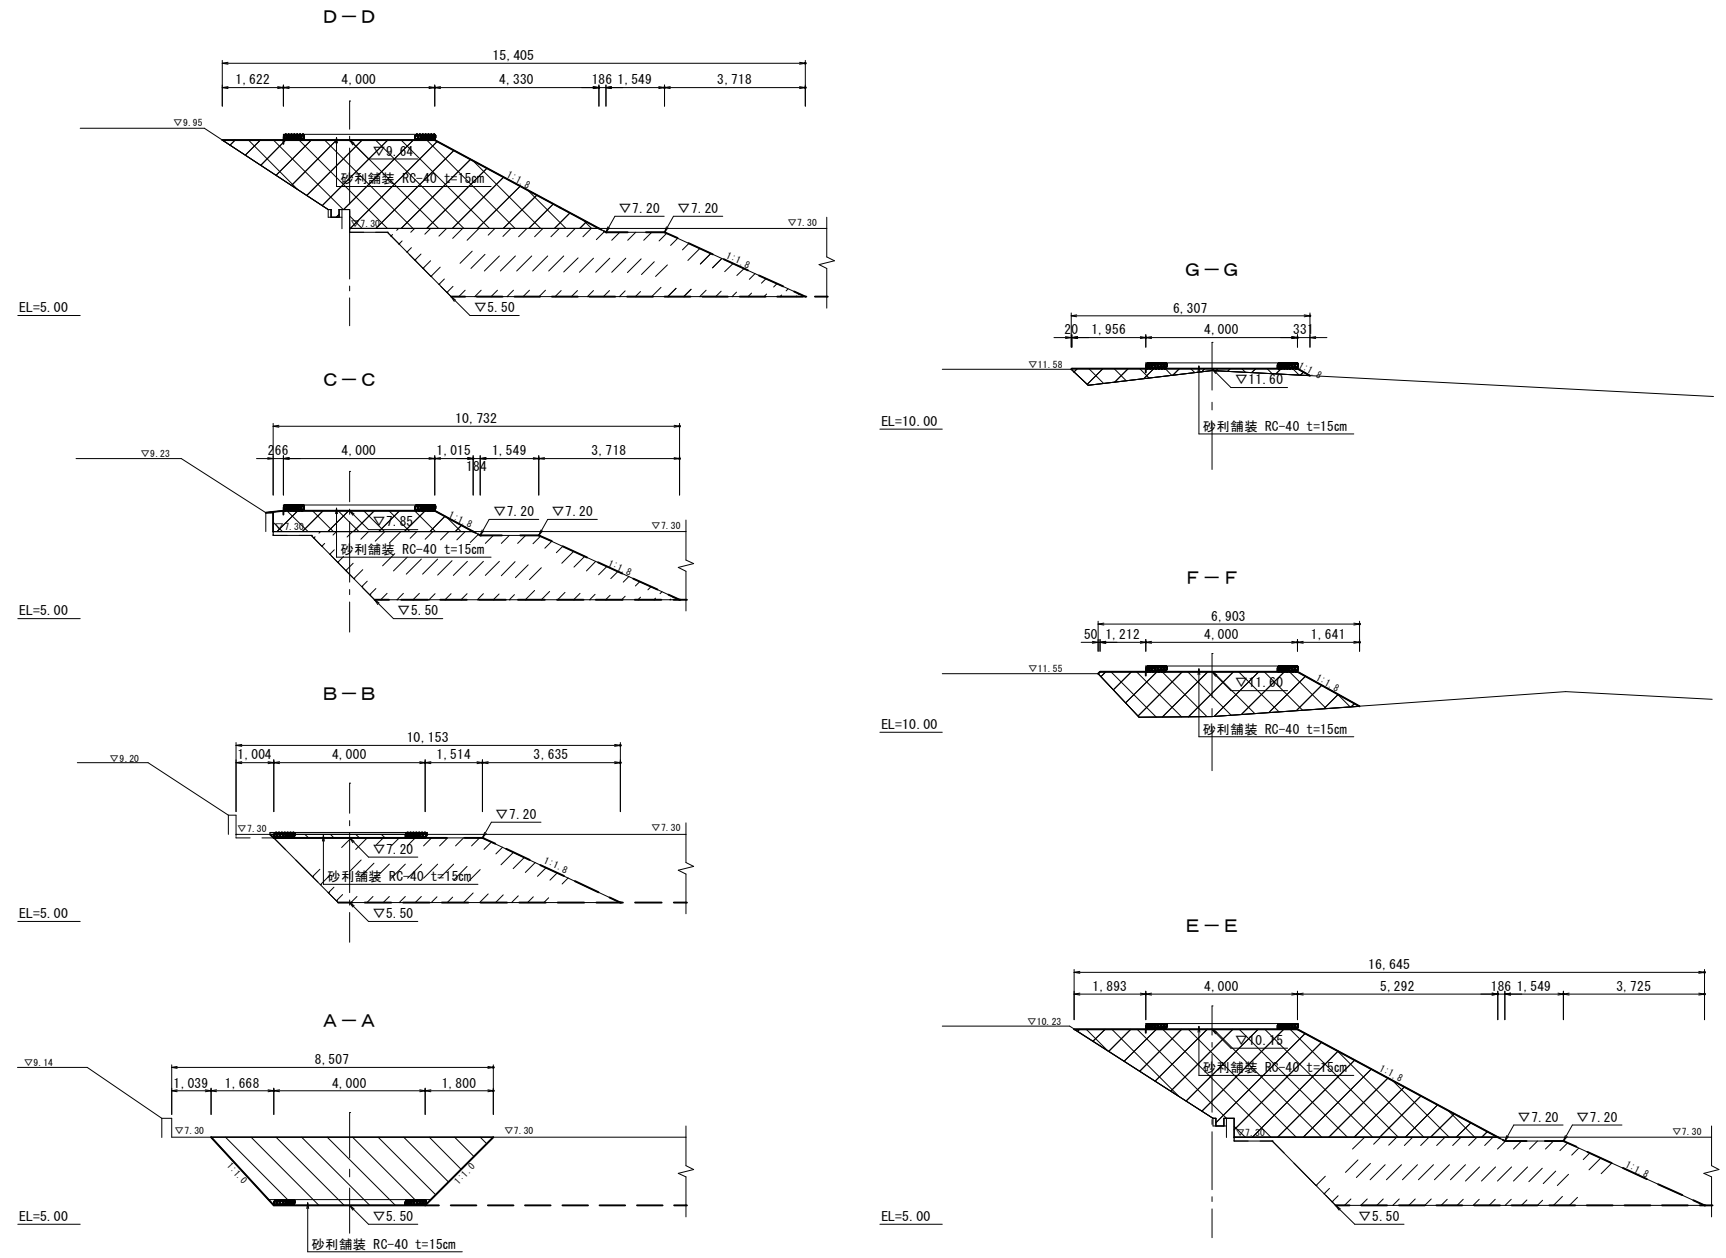 D－D
15,405
1,622 4,000 4,330 186 1,549 3,718
▽9.95
▽9.64
砂利舗装 RC-40 t=15cm
1:1.8
▽7.20 ▽7.20
▽7.30 ▽7.30
1:1.8
EL=5.00
▽5.50
C－C
10,732
266 4,000 1,015 184 1,549 3,718
▽9.23
1:1.8
▽7.20 ▽7.20
▽7.30 ▽7.85 ▽7.30
砂利舗装 RC-40 t=15cm
1:1.8
EL=5.00
▽5.50
B－B
10,153
1,004 4,000 1,514 3,635
▽9.20
▽7.20
▽7.30 ▽7.30
▽7.20
1:1.8
砂利舗装 RC-40 t=15cm
EL=5.00
▽5.50
A－A
8,507
▽9.14
1,039 1,668 4,000 1,800
▽7.30 ▽7.30
1:1.0 1:1.0
EL=5.00
▽5.50
砂利舗装 RC-40 t=15cm
G－G
6,307
20 1,956 4,000 331
▽11.58
1:1.8
▽11.60
EL=10.00
砂利舗装 RC-40 t=15cm
F－F
6,903
50 1,212 4,000 1,641
▽11.55
▽11.60
1:1.8
EL=10.00
砂利舗装 RC-40 t=15cm
E－E
16,645
1,893 4,000 5,292 186 1,549 3,725
▽10.23
▽10.15
砂利舗装 RC-40 t=15cm
1:1.8
▽7.20 ▽7.20
▽7.30 ▽7.30
1:1.8
EL=5.00
▽5.50